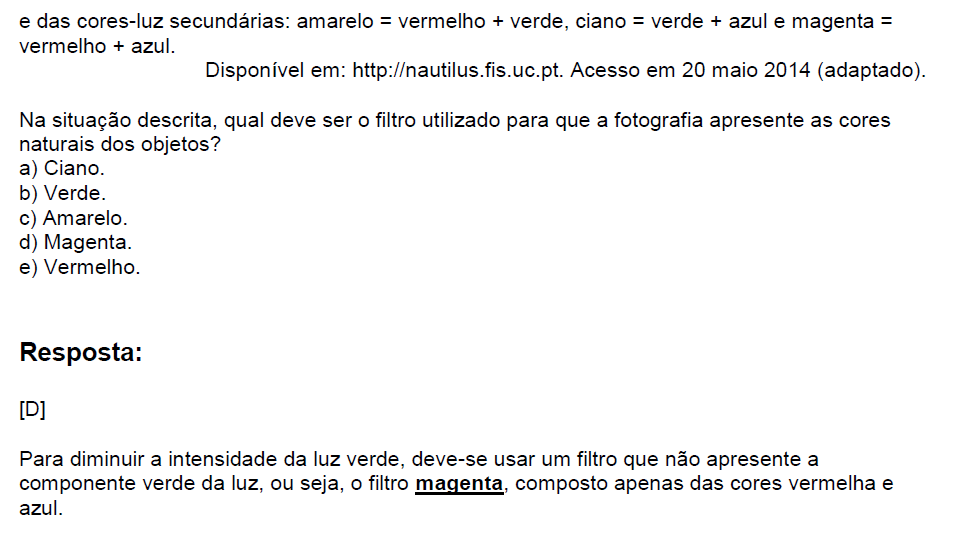 e das cores-luz secundárias: amarelo = vermelho + verde, ciano = verde + azul e magenta =
vermelho + azul.
Disponível em: http://nautilus.fis.uc.pt. Acesso em 20 maio 2014 (adaptado).
Na situação descrita, qual deve ser o filtro utilizado para que a fotografia apresente as cores
naturais dos objetos?
a) Ciano.
b) Verde.
c) Amarelo.
d) Magenta.
e) Vermelho.
Resposta:
[D]
Para diminuir a intensidade da luz verde, deve-se usar um filtro que não apresente a
componente verde da luz, ou seja, o filtro magenta, composto apenas das cores vermelha e
azul.